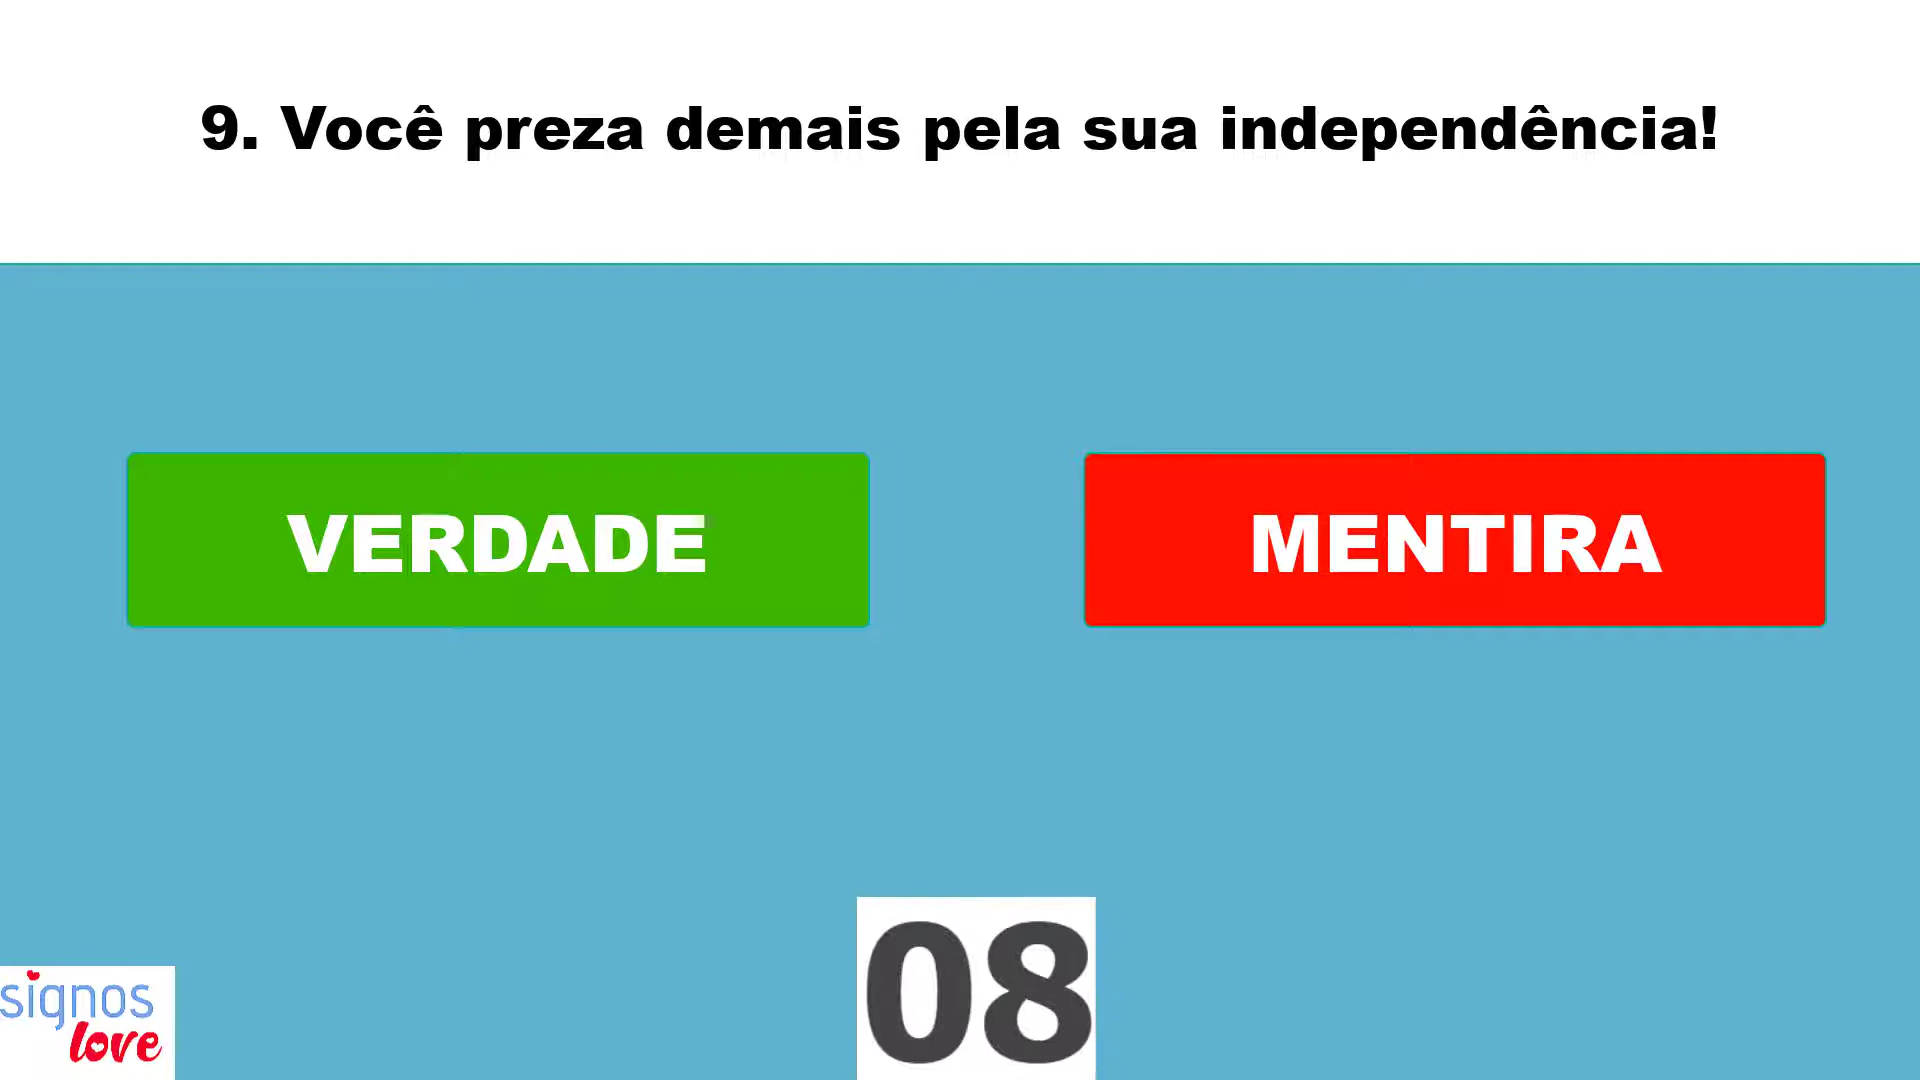 9. Você preza demais pela sua independência!
VERDADE
MENTIRA
08
signos
love